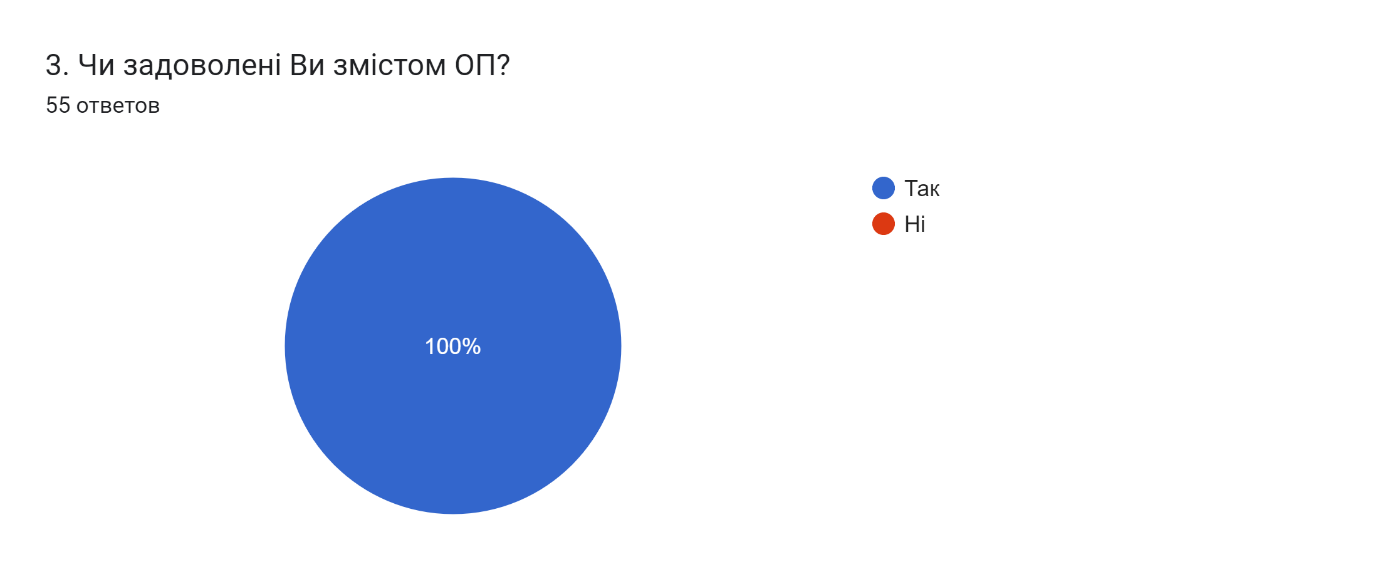 3. Чи задоволені Ви змістом ОП?
55 ответов
Так
Ні
100%